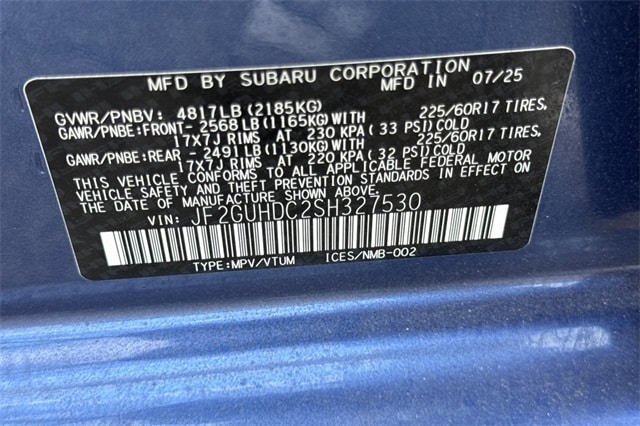 MFD BY SUBARU CORPORATION MFD IN 07/25
GVWR/PNBV: 4817LB (2185KG)
GAWR/PNBE:FRONT- 2568LB (1165KG)WITH 225/60R17 TIRES,
17X7J RIMS AT 230 KPA (33 PSI)COLD
GAWR/PNBE:REAR - 2491LB (1130KG)WITH 225/60R17 TIRES,
17X7J RIMS AT 220 KPA (32 PSI)COLD
THIS VEHICLE CONFORMS TO ALL APPLICABLE FEDERAL MOTOR
VEHICLE SAFETY AND THEFT PREVENTION STANDARDS IN EFFECT ON
THE DATE OF MANUFACTURE SHOWN ABOVE.
VIN: JF2GUHDC2SH327530
TYPE:MPV/VTUM ICES/NMB-002